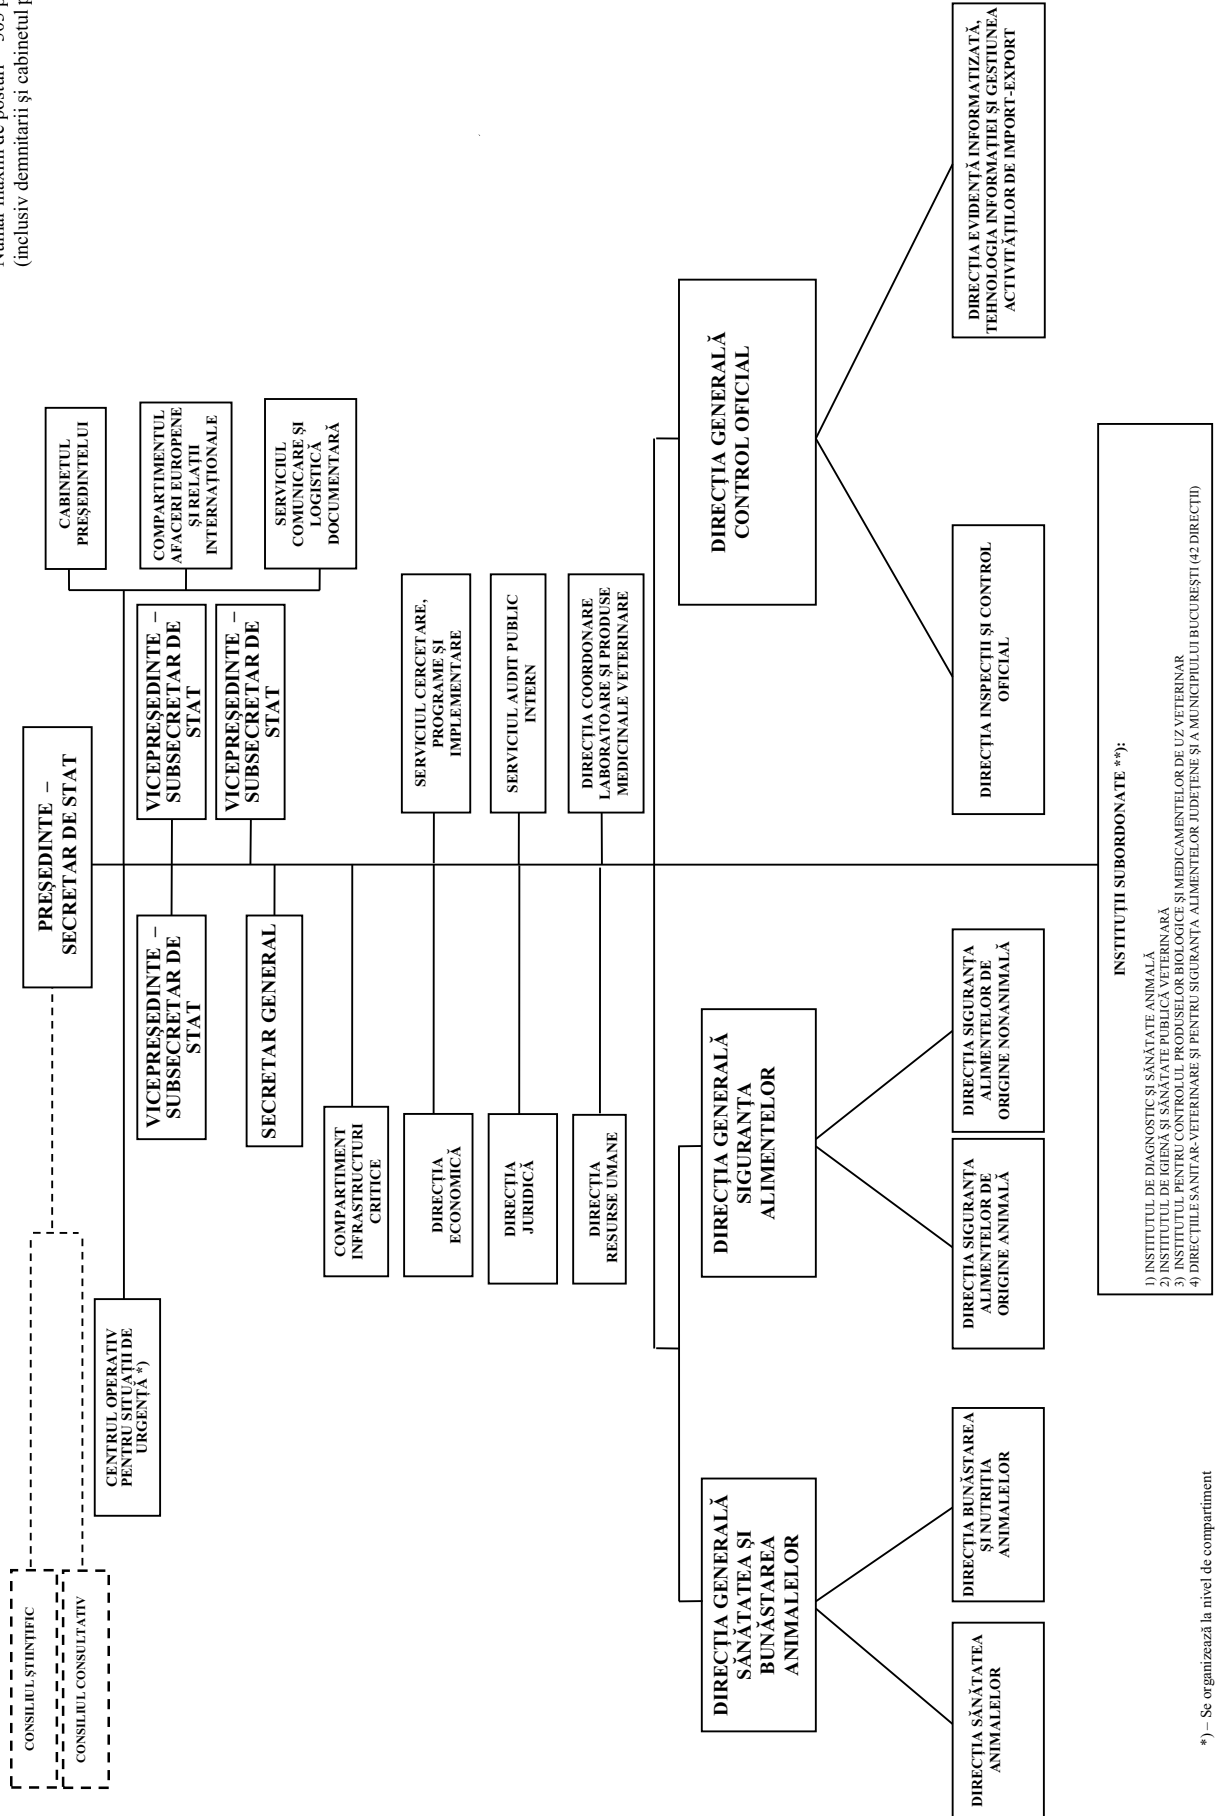 (inclusiv demnitarii și cabinetul
CONSILIUL ȘTIINȚIFIC
CONSILIUL CONSULTATIV
PREȘEDINTE –
SECRETAR DE STAT
CABINETUL
PREȘEDINTELUI
CENTRUL OPERATIV
PENTRU SITUAȚII DE
URGENȚĂ *)
COMPARTIMENTUL
AFACERI EUROPENE
ȘI RELAȚII
INTERNAȚIONALE
SERVICIUL
COMUNICARE ȘI
LOGISTICĂ
DOCUMENTARĂ
VICEPREȘEDINTE –
SUBSECRETAR DE
STAT
VICEPREȘEDINTE –
SUBSECRETAR DE
STAT
VICEPREȘEDINTE –
SUBSECRETAR DE
STAT
SECRETAR GENERAL
COMPARTIMENT
INFRASTRUCTURI
CRITICE
DIRECȚIA
ECONOMICĂ
SERVICIUL CERCETARE,
PROGRAME ȘI
IMPLEMENTARE
DIRECȚIA
JURIDICĂ
SERVICIUL AUDIT PUBLIC
INTERN
DIRECȚIA
RESURSE UMANE
DIRECȚIA COORDONARE
LABORATOARE ȘI PRODUSE
MEDICINALE VETERINARE
DIRECȚIA GENERALĂ
SĂNĂTATEA ȘI
BUNĂSTAREA
ANIMALELOR
DIRECȚIA GENERALĂ
SIGURANȚA
ALIMENTELOR
DIRECȚIA GENERALĂ
CONTROL OFICIAL
DIRECȚIA SĂNĂTATEA
ANIMALELOR
DIRECȚIA BUNĂSTAREA
ȘI NUTRIȚIA
ANIMALELOR
DIRECȚIA SIGURANȚA
ALIMENTELOR DE
ORIGINE ANIMALĂ
DIRECȚIA SIGURANȚA
ALIMENTELOR DE
ORIGINE NONANIMALĂ
DIRECȚIA INSPECȚII ȘI CONTROL
OFICIAL
DIRECȚIA EVIDENȚĂ INFORMATIZATĂ,
TEHNOLOGIA INFORMAȚIEI ȘI GESTIUNEA
ACTIVITĂȚILOR DE IMPORT-EXPORT
INSTITUȚII SUBORDONATE **):
1) INSTITUTUL DE DIAGNOSTIC ȘI SĂNĂTATE ANIMALĂ
2) INSTITUTUL DE IGIENĂ ȘI SĂNĂTATE PUBLICĂ VETERINARĂ
3) INSTITUTUL PENTRU CONTROLUL PRODUSELOR BIOLOGICE ȘI MEDICAMENTELOR DE UZ VETERINAR
4) DIRECȚIILE SANITAR-VETERINARE ȘI PENTRU SIGURANȚA ALIMENTELOR JUDEȚENE ȘI A MUNICIPIULUI BUCUREȘTI (42 DIRECȚII)
*) – Se organizează la nivel de compartiment